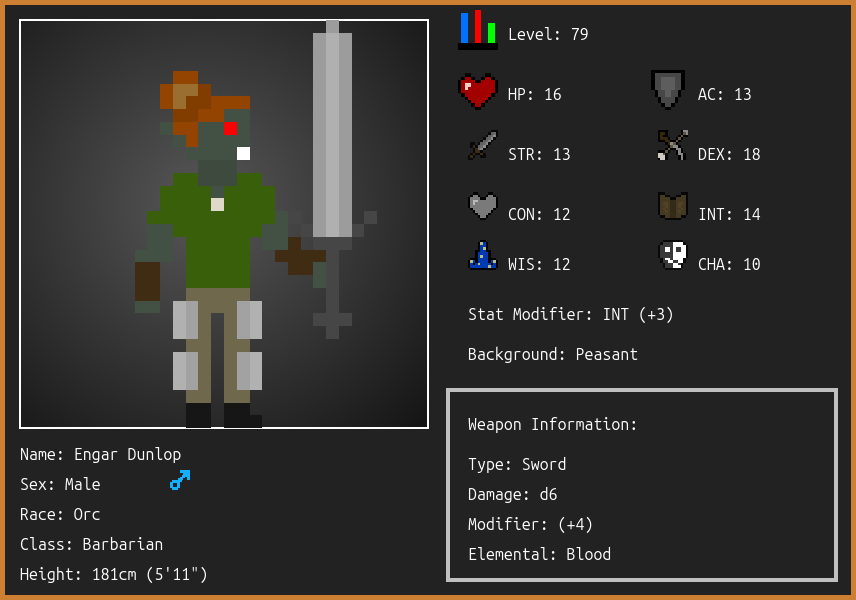 Level: 79
HP: 16
AC: 13
STR: 13
DEX: 18
CON: 12
INT: 14
WIS: 12
CHA: 10
Stat Modifier: INT (+3)
Background: Peasant
Weapon Information:
Type: Sword
Damage: d6
Modifier: (+4)
Elemental: Blood
Name: Engar Dunlop
Sex: Male
Race: Orc
Class: Barbarian
Height: 181cm (5'11")